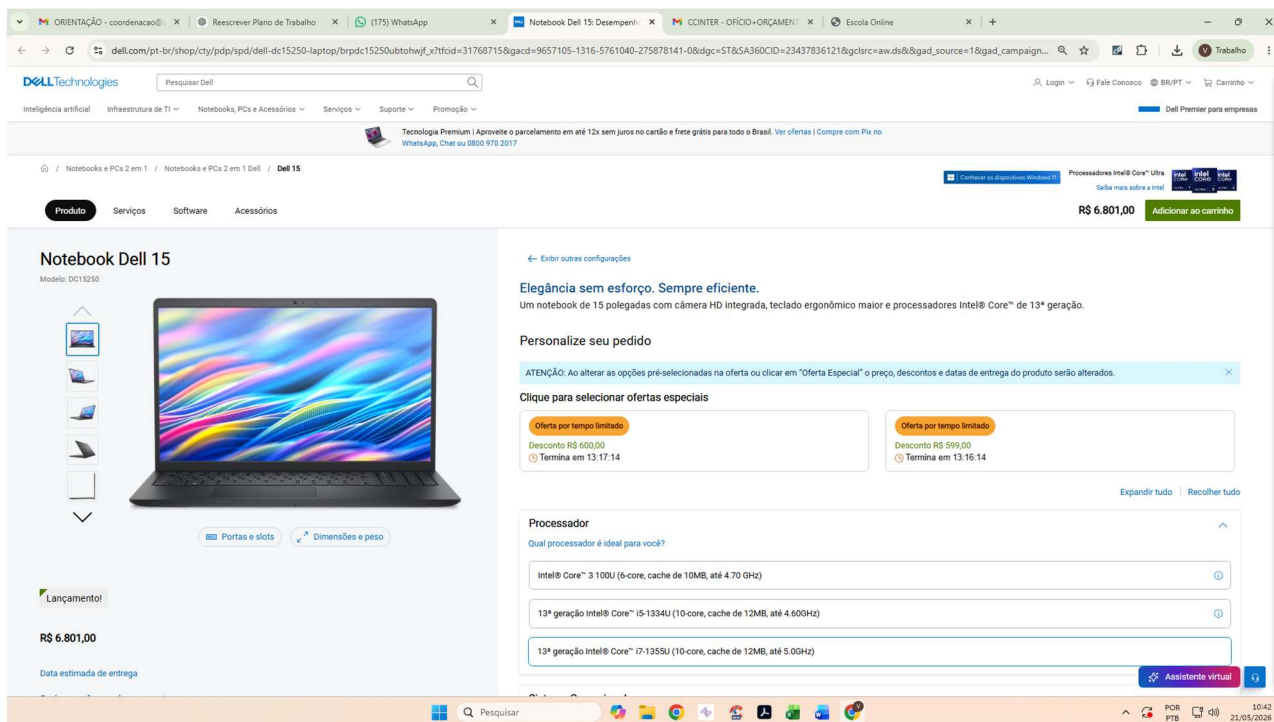 ORIENTAÇÃO - coordenacao@
Reescrever Plano de Trabalho
(175) WhatsApp
Notebook Dell 15: Desempenh
CCINTER - OFÍCIO+ORÇAMENT
Escola Online
dell.com/pt-br/shop/cty/pdp/spd/dell-dc15250-laptop/brpdc15250ubtohwjf_x?tfcid=31768715&gacd=9657105-1316-5761040-275878141-0&dgc=ST&SA360CID=23437836121&gclsrc=aw.ds&&gad_source=1&gad_campaign...
V Trabalho
DELLTechnologies
Pesquisar Dell
Login
Fale Conosco
BR/PT
Carrinho
Inteligência artificial
Infraestrutura de TI
Notebooks, PCs e Acessórios
Serviços
Suporte
Promoção
Dell Premier para empresas
Tecnologia Premium | Aproveite o parcelamento em até 12x sem juros no cartão e frete grátis para todo o Brasil. Ver ofertas | Compre com Pix no
WhatsApp, Chat ou 0800 970 2017
/ Notebooks e PCs 2 em 1 / Notebooks e PCs 2 em 1 Dell / Dell 15
Conhecer os dispositivos Windows 11
Processadores Intel® Core™ Ultra
Saiba mais sobre a Intel
Produto
Serviços
Software
Acessórios
R$ 6.801,00
Adicionar ao carrinho
Notebook Dell 15
Modelo: DC15250
Portas e slots
Dimensões e peso
Lançamento!
R$ 6.801,00
Data estimada de entrega
Exibir outras configurações
Elegância sem esforço. Sempre eficiente.
Um notebook de 15 polegadas com câmera HD integrada, teclado ergonômico maior e processadores Intel® Core™ de 13ª geração.
Personalize seu pedido
ATENÇÃO: Ao alterar as opções pré-selecionadas na oferta ou clicar em "Oferta Especial" o preço, descontos e datas de entrega do produto serão alterados.
Clique para selecionar ofertas especiais
Oferta por tempo limitado
Desconto R$ 600,00
Termina em 13:17:14
Oferta por tempo limitado
Desconto R$ 599,00
Termina em 13:16:14
Expandir tudo | Recolher tudo
Processador
Qual processador é ideal para você?
Intel® Core™ 3 100U (6-core, cache de 10MB, até 4.70 GHz)
13ª geração Intel® Core™ i5-1334U (10-core, cache de 12MB, até 4.60GHz)
13ª geração Intel® Core™ i7-1355U (10-core, cache de 12MB, até 5.0GHz)
Assistente virtual
Pesquisar
POR
PTB
10:42
21/05/2026